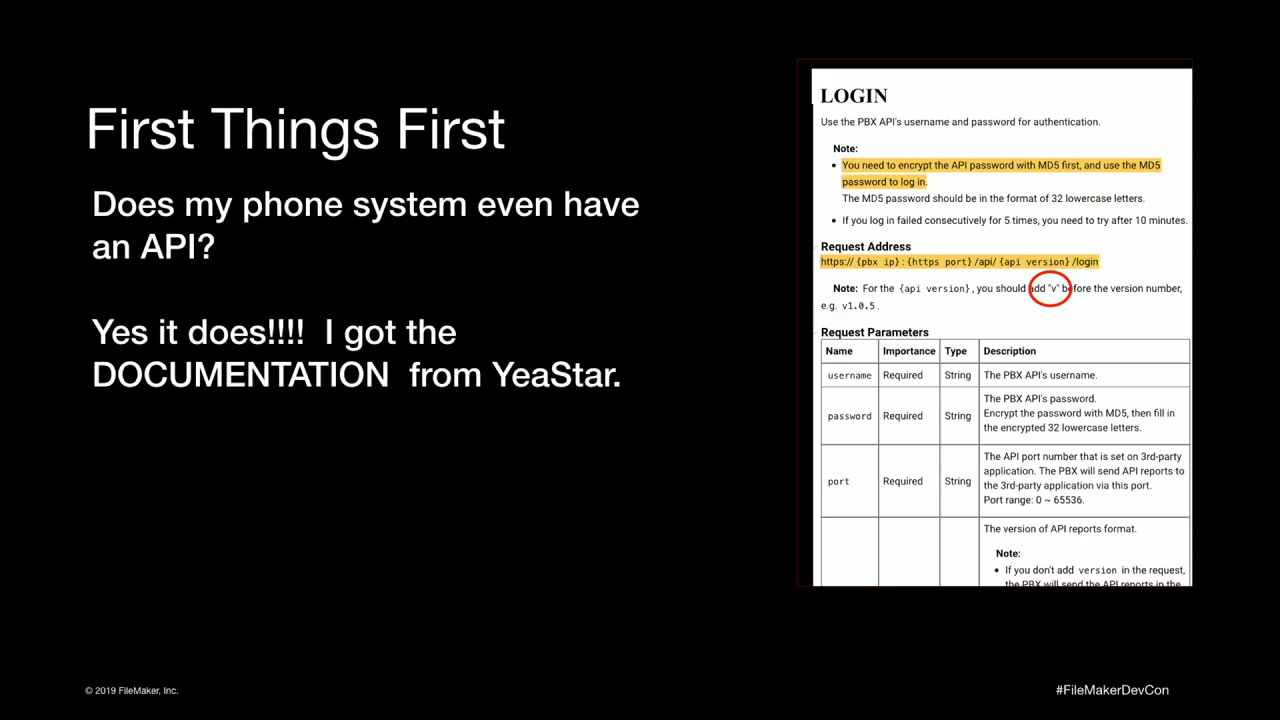 First Things First
Does my phone system even have
an API?
Yes it does!!!!  I got the
DOCUMENTATION  from YeaStar.
LOGIN
Use the PBX API's username and password for authentication.
Note:
• You need to encrypt the API password with MD5 first, and use the MD5
password to log in.
The MD5 password should be in the format of 32 lowercase letters.
• If you log in failed consecutively for 5 times, you need to try after 10 minutes.
Request Address
https:// {pbx ip} : {https port} /api/ {api version} /login
Note: For the {api version}, you should add "v" before the version number,
e.g. v1.0.5 .
Request Parameters
Name Importance Type Description
username Required String The PBX API's username.
password Required String The PBX API's password.
Encrypt the password with MD5, then fill in
the encrypted 32 lowercase letters.
port Required String The API port number that is set on 3rd-party
application. The PBX will send API reports to
the 3rd-party application via this port.
Port range: 0 ~ 65536.
The version of API reports format.
Note:
• If you don't add version in the request,
the PBX will send the API reports in the
© 2019 FileMaker, Inc.
#FileMakerDevCon